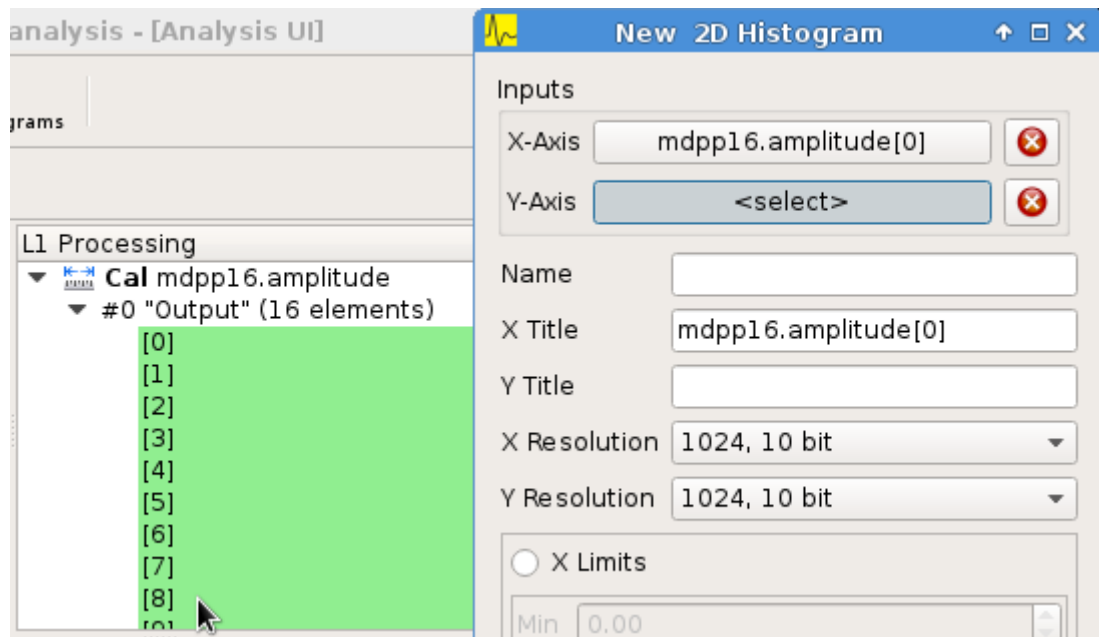 analysis - [Analysis UI]
grams
L1 Processing
Cal mdpp16.amplitude
#0 "Output" (16 elements)
[0]
[1]
[2]
[3]
[4]
[5]
[6]
[7]
[8]
[9]
New 2D Histogram
Inputs
X-Axis mdpp16.amplitude[0]
Y-Axis <select>
Name
X Title mdpp16.amplitude[0]
Y Title
X Resolution 1024, 10 bit
Y Resolution 1024, 10 bit
X Limits
Min 0.00